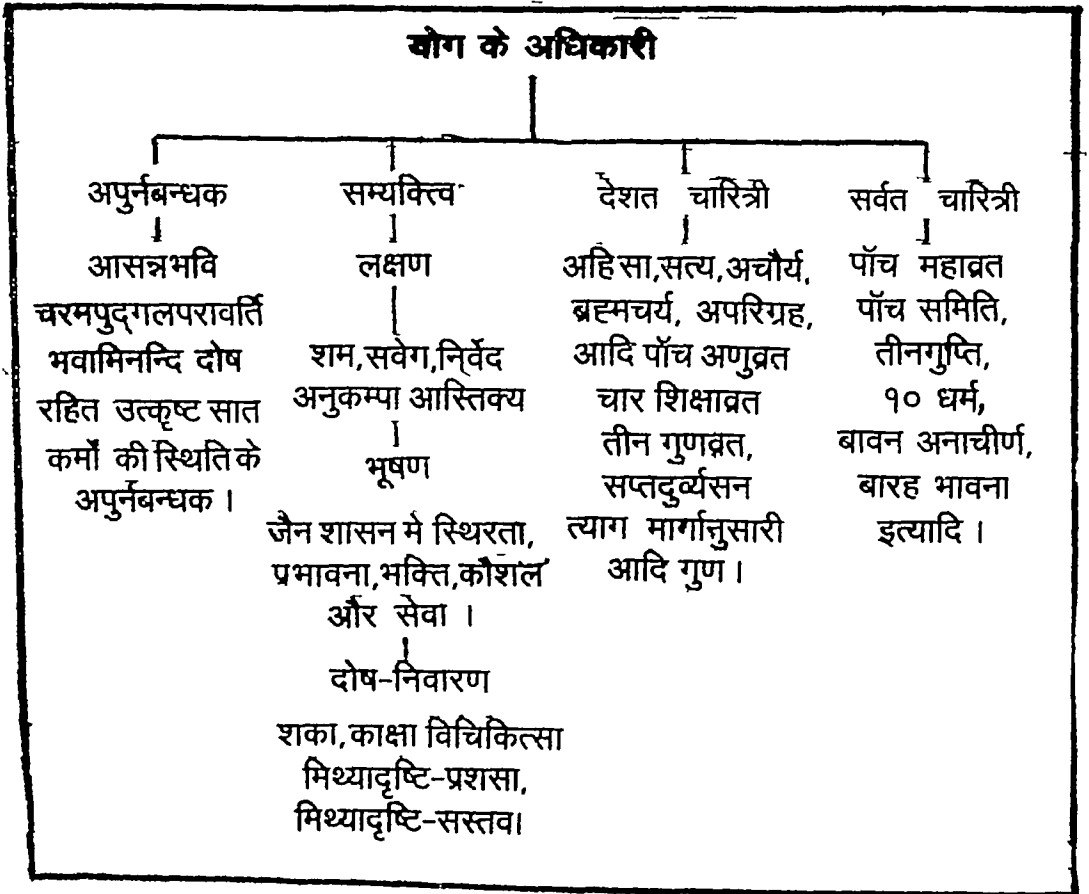 योग के अधिकारी
अपुर्नबन्धक
आसन्नभवि
चरमपुद्गलपरावर्ति
भवामिनन्दि दोष
रहित उत्कृष्ट सात
कर्मों की स्थिति के
अपुर्नबन्धक ।
सम्यक्त्वि
लक्षण
शम,सवेग,निर्वेद
अनुकम्पा आस्तिक्य
भूषण
जैन शासन मे स्थिरता,
प्रभावना,भक्ति,कौशल
और सेवा ।
दोष-निवारण
शका,काक्षा विचिकित्सा
मिथ्यादृष्टि-प्रशसा,
मिथ्यादृष्टि-सस्तव।
देशत चारित्री
अहिसा,सत्य,अचौर्य,
ब्रह्मचर्य, अपरिग्रह,
आदि पॉच अणुव्रत
चार शिक्षाव्रत
तीन गुणव्रत,
सप्तदुर्व्यसन
त्याग मार्गानुसारी
आदि गुण ।
सर्वत चारित्री
पॉच महाव्रत
पॉच समिति,
तीनगुप्ति,
१० धर्म,
बावन अनाचीर्ण,
बारह भावना
इत्यादि ।